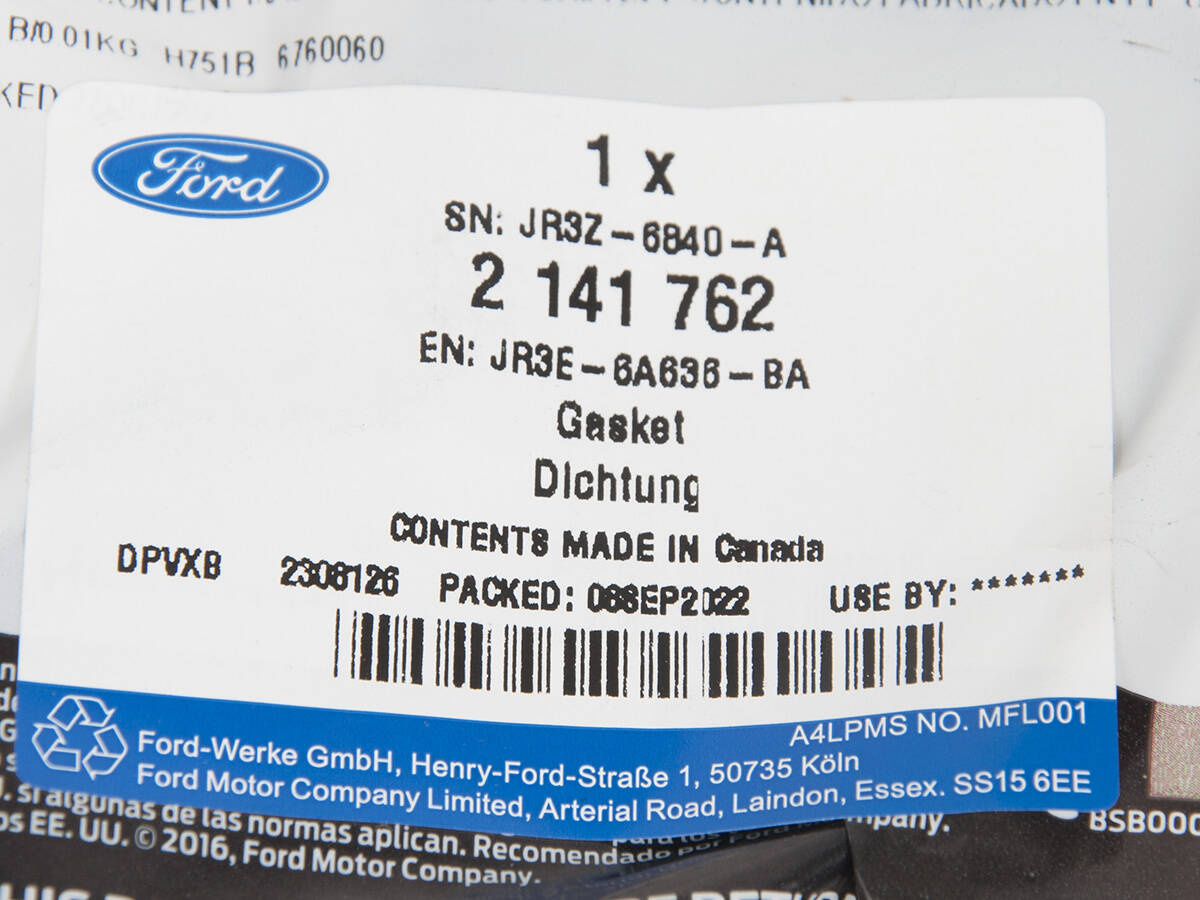 B/0 01KG H751B 6760060
Ford
1 x
SN: JR3Z-6840-A
2 141 762
EN: JR3E-6A636-BA
Gasket
Dichtung
CONTENTS MADE IN Canada
DPVXB 2308126 PACKED: 08SEP2022 USE BY: *******
A4LPMS NO. MFL001
Ford-Werke GmbH, Henry-Ford-Straße 1, 50735 Köln
Ford Motor Company Limited, Arterial Road, Laindon, Essex. SS15 6EE
si algunas de las normas aplican. Recomendado por
EE. UU. © 2016, Ford Motor Company.